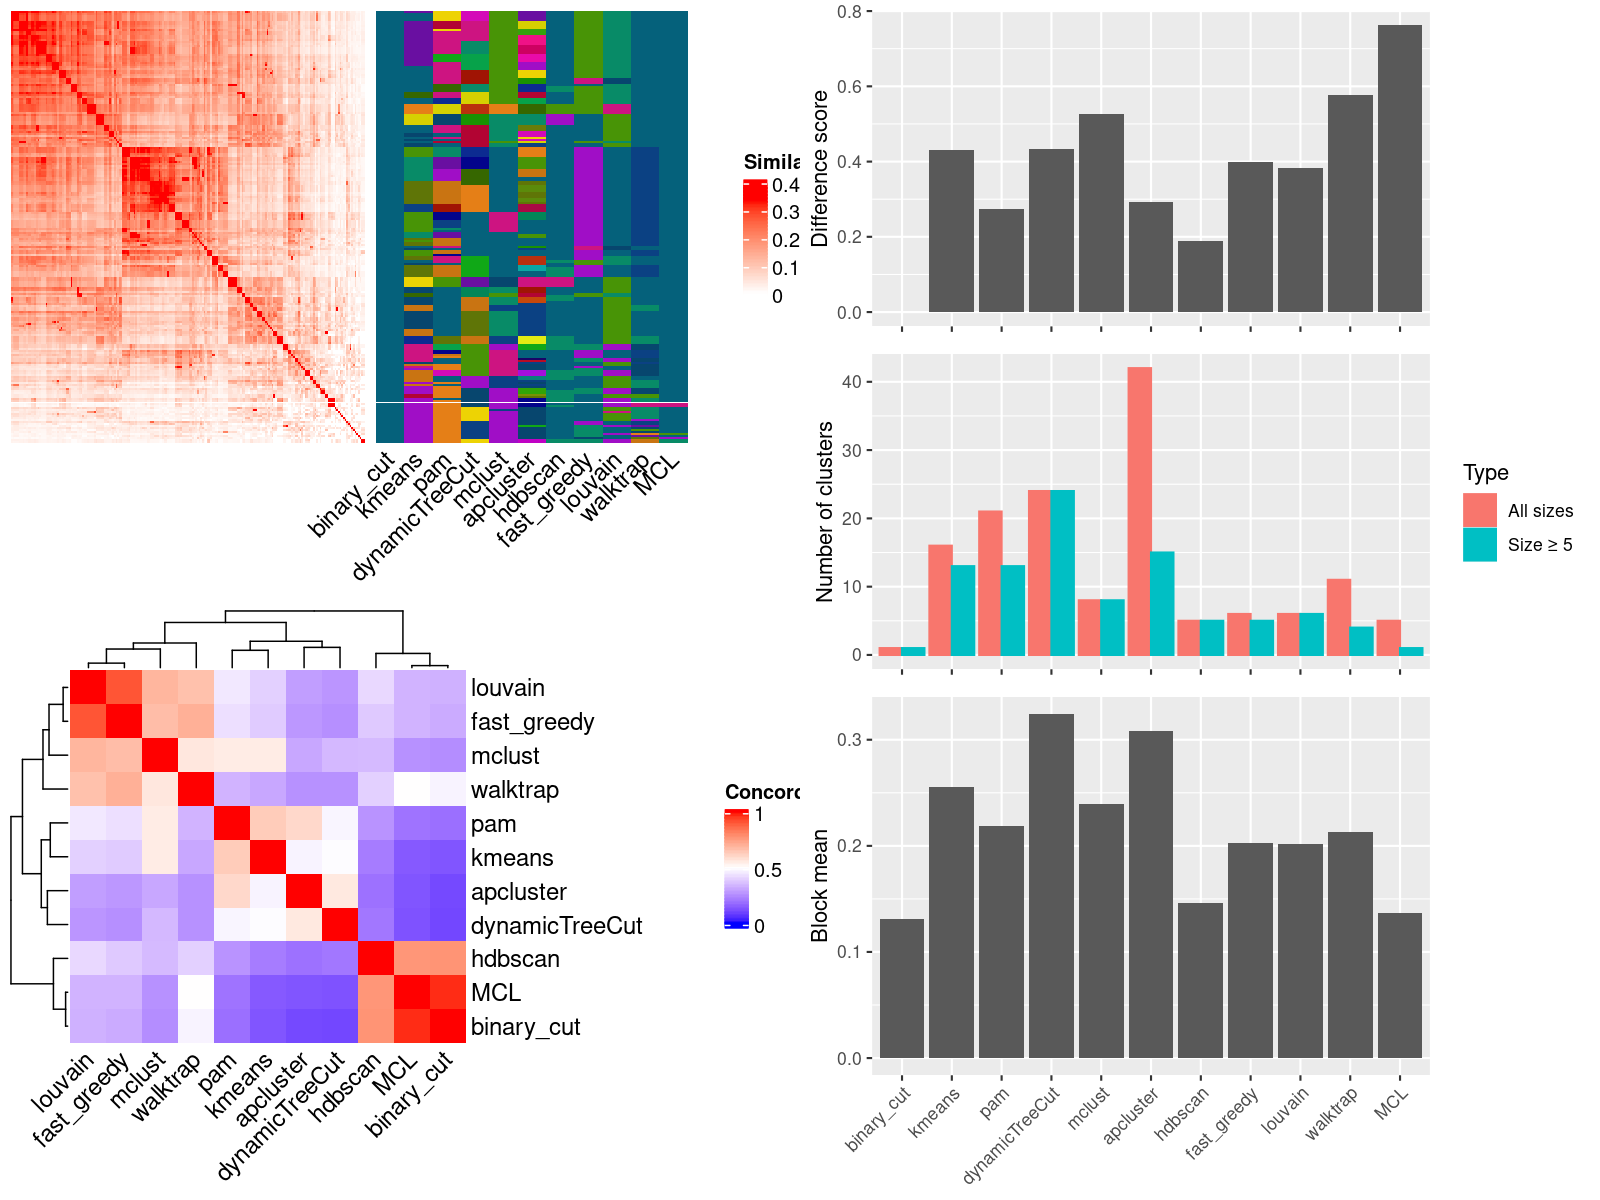 Simila
0.4
0.3
0.2
0.1
0
binary_cut
kmeans
pam
dynamicTreeCut
mclust
apcluster
hdbscan
fast_greedy
louvain
walktrap
MCL
louvain
fast_greedy
mclust
walktrap
pam
kmeans
apcluster
dynamicTreeCut
hdbscan
MCL
binary_cut
louvain
fast_greedy
mclust
walktrap
pam
kmeans
apcluster
dynamicTreeCut
hdbscan
MCL
binary_cut
Concorc
1
0.5
0
Difference score
0.8
0.6
0.4
0.2
0.0
Number of clusters
40
30
20
10
0
Type
All sizes
Size ≥ 5
Block mean
0.3
0.2
0.1
0.0
binary_cut
kmeans
pam
dynamicTreeCut
mclust
apcluster
hdbscan
fast_greedy
louvain
walktrap
MCL